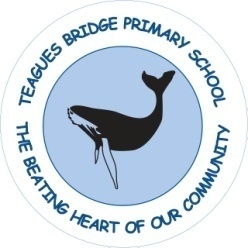 TEAGUES BRIDGE PRIMARY SCHOOL
THE BEATING HEART OF OUR COMMUNITY